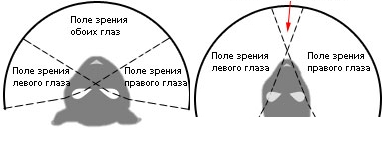 Поле зрения
обоих глаз
Поле зрения
левого глаза
Поле зрения
правого глаза
Поле зрения
левого глаза
Поле зрения
правого глаза